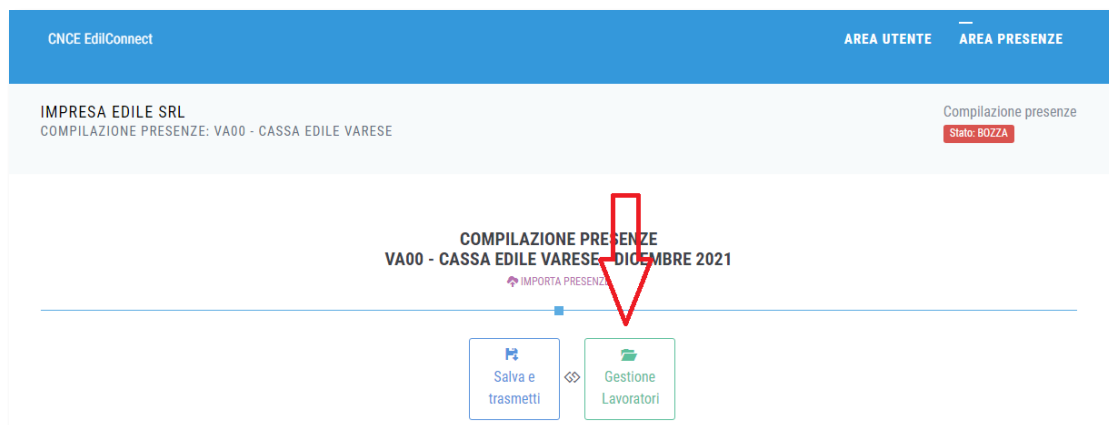 CNCE EdilConnect
AREA UTENTE
AREA PRESENZE
IMPRESA EDILE SRL
COMPILAZIONE PRESENZE: VA00 - CASSA EDILE VARESE
Compilazione presenze
Stato: BOZZA
COMPILAZIONE PRESENZE
VA00 - CASSA EDILE VARESE - DICEMBRE 2021
IMPORTA PRESENZE
Salva e
trasmetti
Gestione
Lavoratori